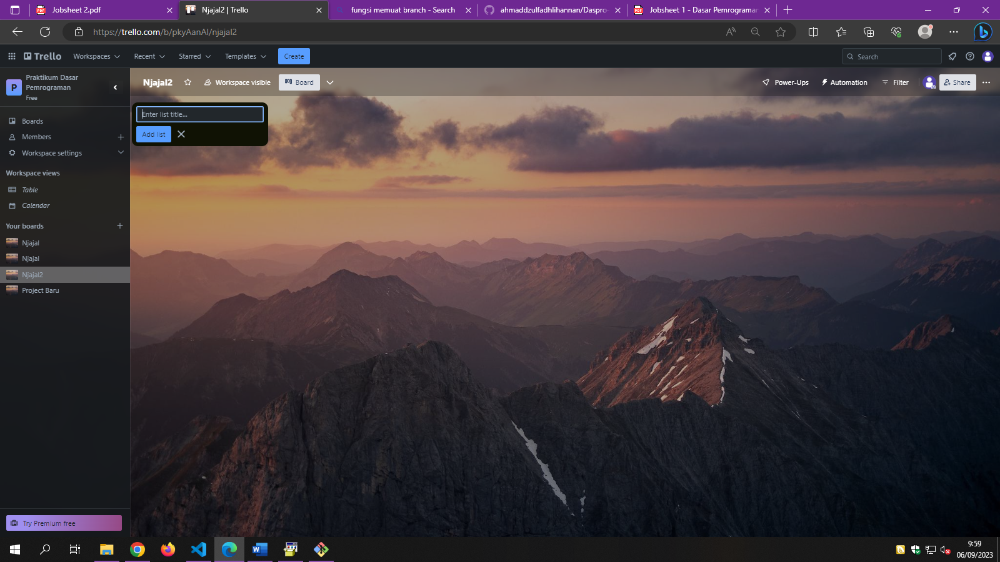 Jobsheet 2.pdf
Njajal2 | Trello
fungsi memuat branch - Search
ahmaddzulfadhlihannan/Daspro-
Jobsheet 1 - Dasar Pemrograman
https://trello.com/b/pkyAanAl/njajal2
Trello
Workspaces
Recent
Starred
Templates
Create
Search
P
Praktikum Dasar
Pemrograman
Free
Njajal2
Workspace visible
Board
Power-Ups
Automation
Filter
Share
Enter list title...
Add list
Boards
Members
Workspace settings
Workspace views
Table
Calendar
Your boards
Njajal
Njajal
Njajal2
Project Baru
Try Premium free
9:59
06/09/2023